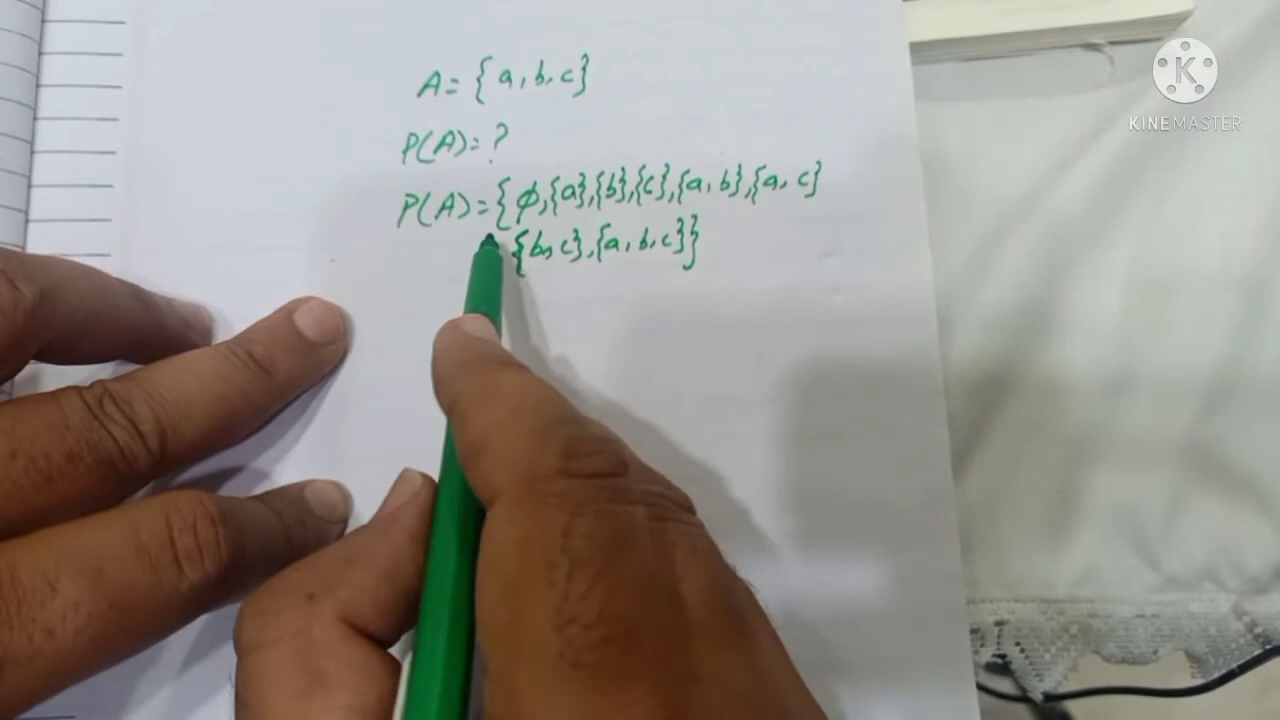 A = {a, b, c}
P(A) = ?
P(A) = {φ, {a}, {b}, {c}, {a, b}, {a, c}
{b, c}, {a, b, c}}
K
KINEMASTER